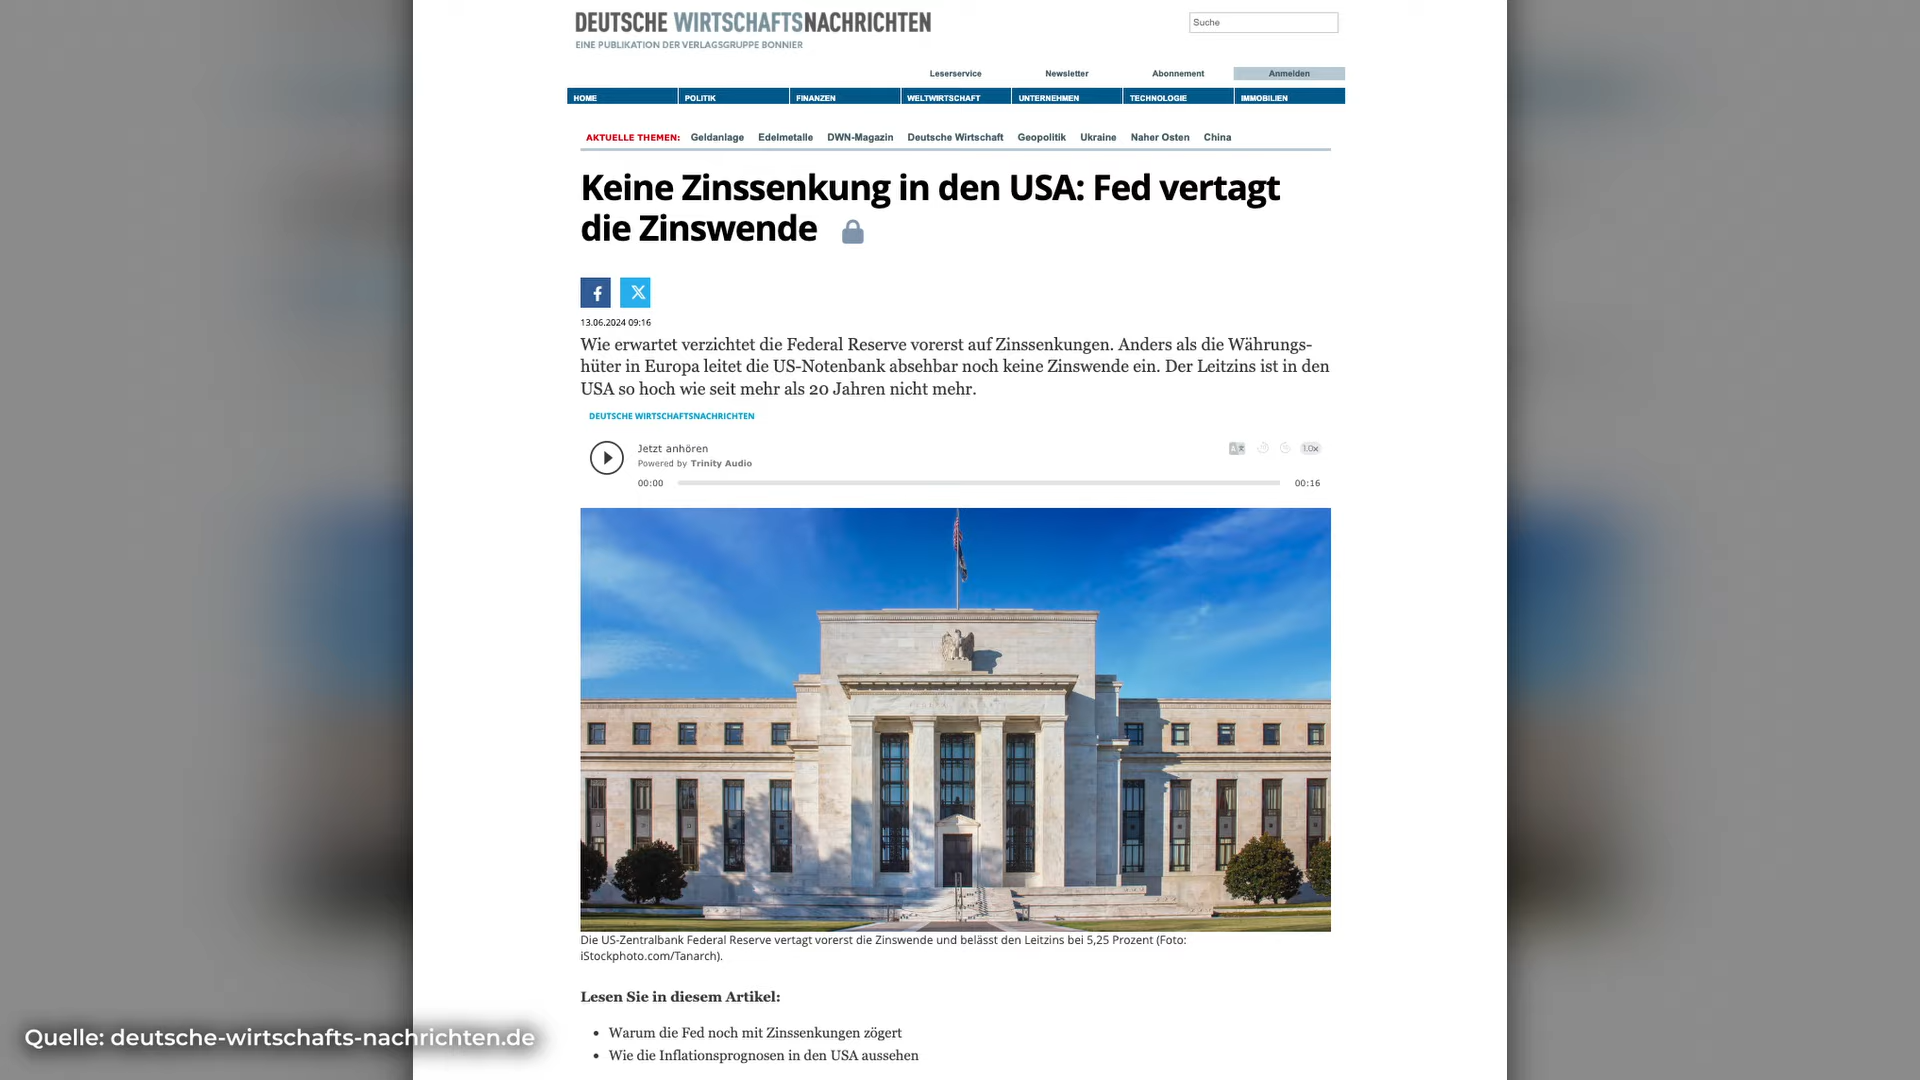 DEUTSCHE WIRTSCHAFTSNACHRICHTEN
EINE PUBLIKATION DER VERLAGSGRUPPE BONNIER
Suche
Leserservice Newsletter Abonnement Anmelden
HOME POLITIK FINANZEN WELTWIRTSCHAFT UNTERNEHMEN TECHNOLOGIE IMMOBILIEN
AKTUELLE THEMEN: Geldanlage Edelmetalle DWN-Magazin Deutsche Wirtschaft Geopolitik Ukraine Naher Osten China
Keine Zinssenkung in den USA: Fed vertagt
die Zinswende
13.06.2024 09:16
Wie erwartet verzichtet die Federal Reserve vorerst auf Zinssenkungen. Anders als die Währungs-
hüter in Europa leitet die US-Notenbank absehbar noch keine Zinswende ein. Der Leitzins ist in den
USA so hoch wie seit mehr als 20 Jahren nicht mehr.
DEUTSCHE WIRTSCHAFTSNACHRICHTEN
Jetzt anhören
1.0x
Powered by Trinity Audio
00:00 00:16
Die US-Zentralbank Federal Reserve vertagt vorerst die Zinswende und belässt den Leitzins bei 5,25 Prozent (Foto:
iStockphoto.com/Tanarch).
Lesen Sie in diesem Artikel:
• Warum die Fed noch mit Zinssenkungen zögert
• Wie die Inflationsprognosen in den USA aussehen
Quelle: deutsche-wirtschafts-nachrichten.de